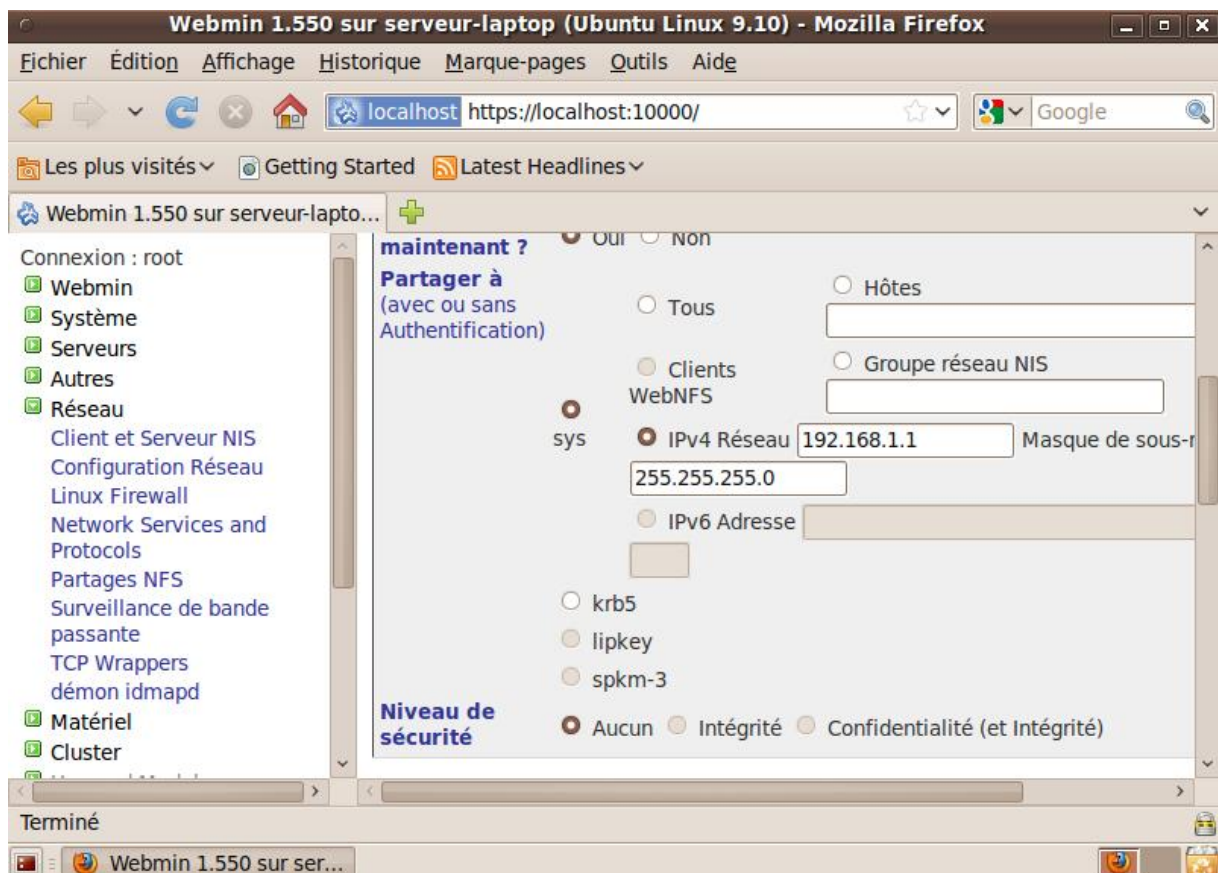 Webmin 1.550 sur serveur-laptop (Ubuntu Linux 9.10) - Mozilla Firefox
Fichier Édition Affichage Historique Marque-pages Outils Aide
localhost https://localhost:10000/
Google
Les plus visités Getting Started Latest Headlines
Webmin 1.550 sur serveur-lapto...
Connexion : root
Webmin
Système
Serveurs
Autres
Réseau
Client et Serveur NIS
Configuration Réseau
Linux Firewall
Network Services and
Protocols
Partages NFS
Surveillance de bande
passante
TCP Wrappers
démon idmapd
Matériel
Cluster
maintenant ? Oui Non
Partager à
(avec ou sans
Authentification)
Tous
Hôtes
Clients
WebNFS
Groupe réseau NIS
sys
IPv4 Réseau 192.168.1.1 Masque de sous-r
255.255.255.0
IPv6 Adresse
krb5
lipkey
spkm-3
Niveau de
sécurité
Aucun Intégrité Confidentialité (et Intégrité)
Terminé
Webmin 1.550 sur ser...